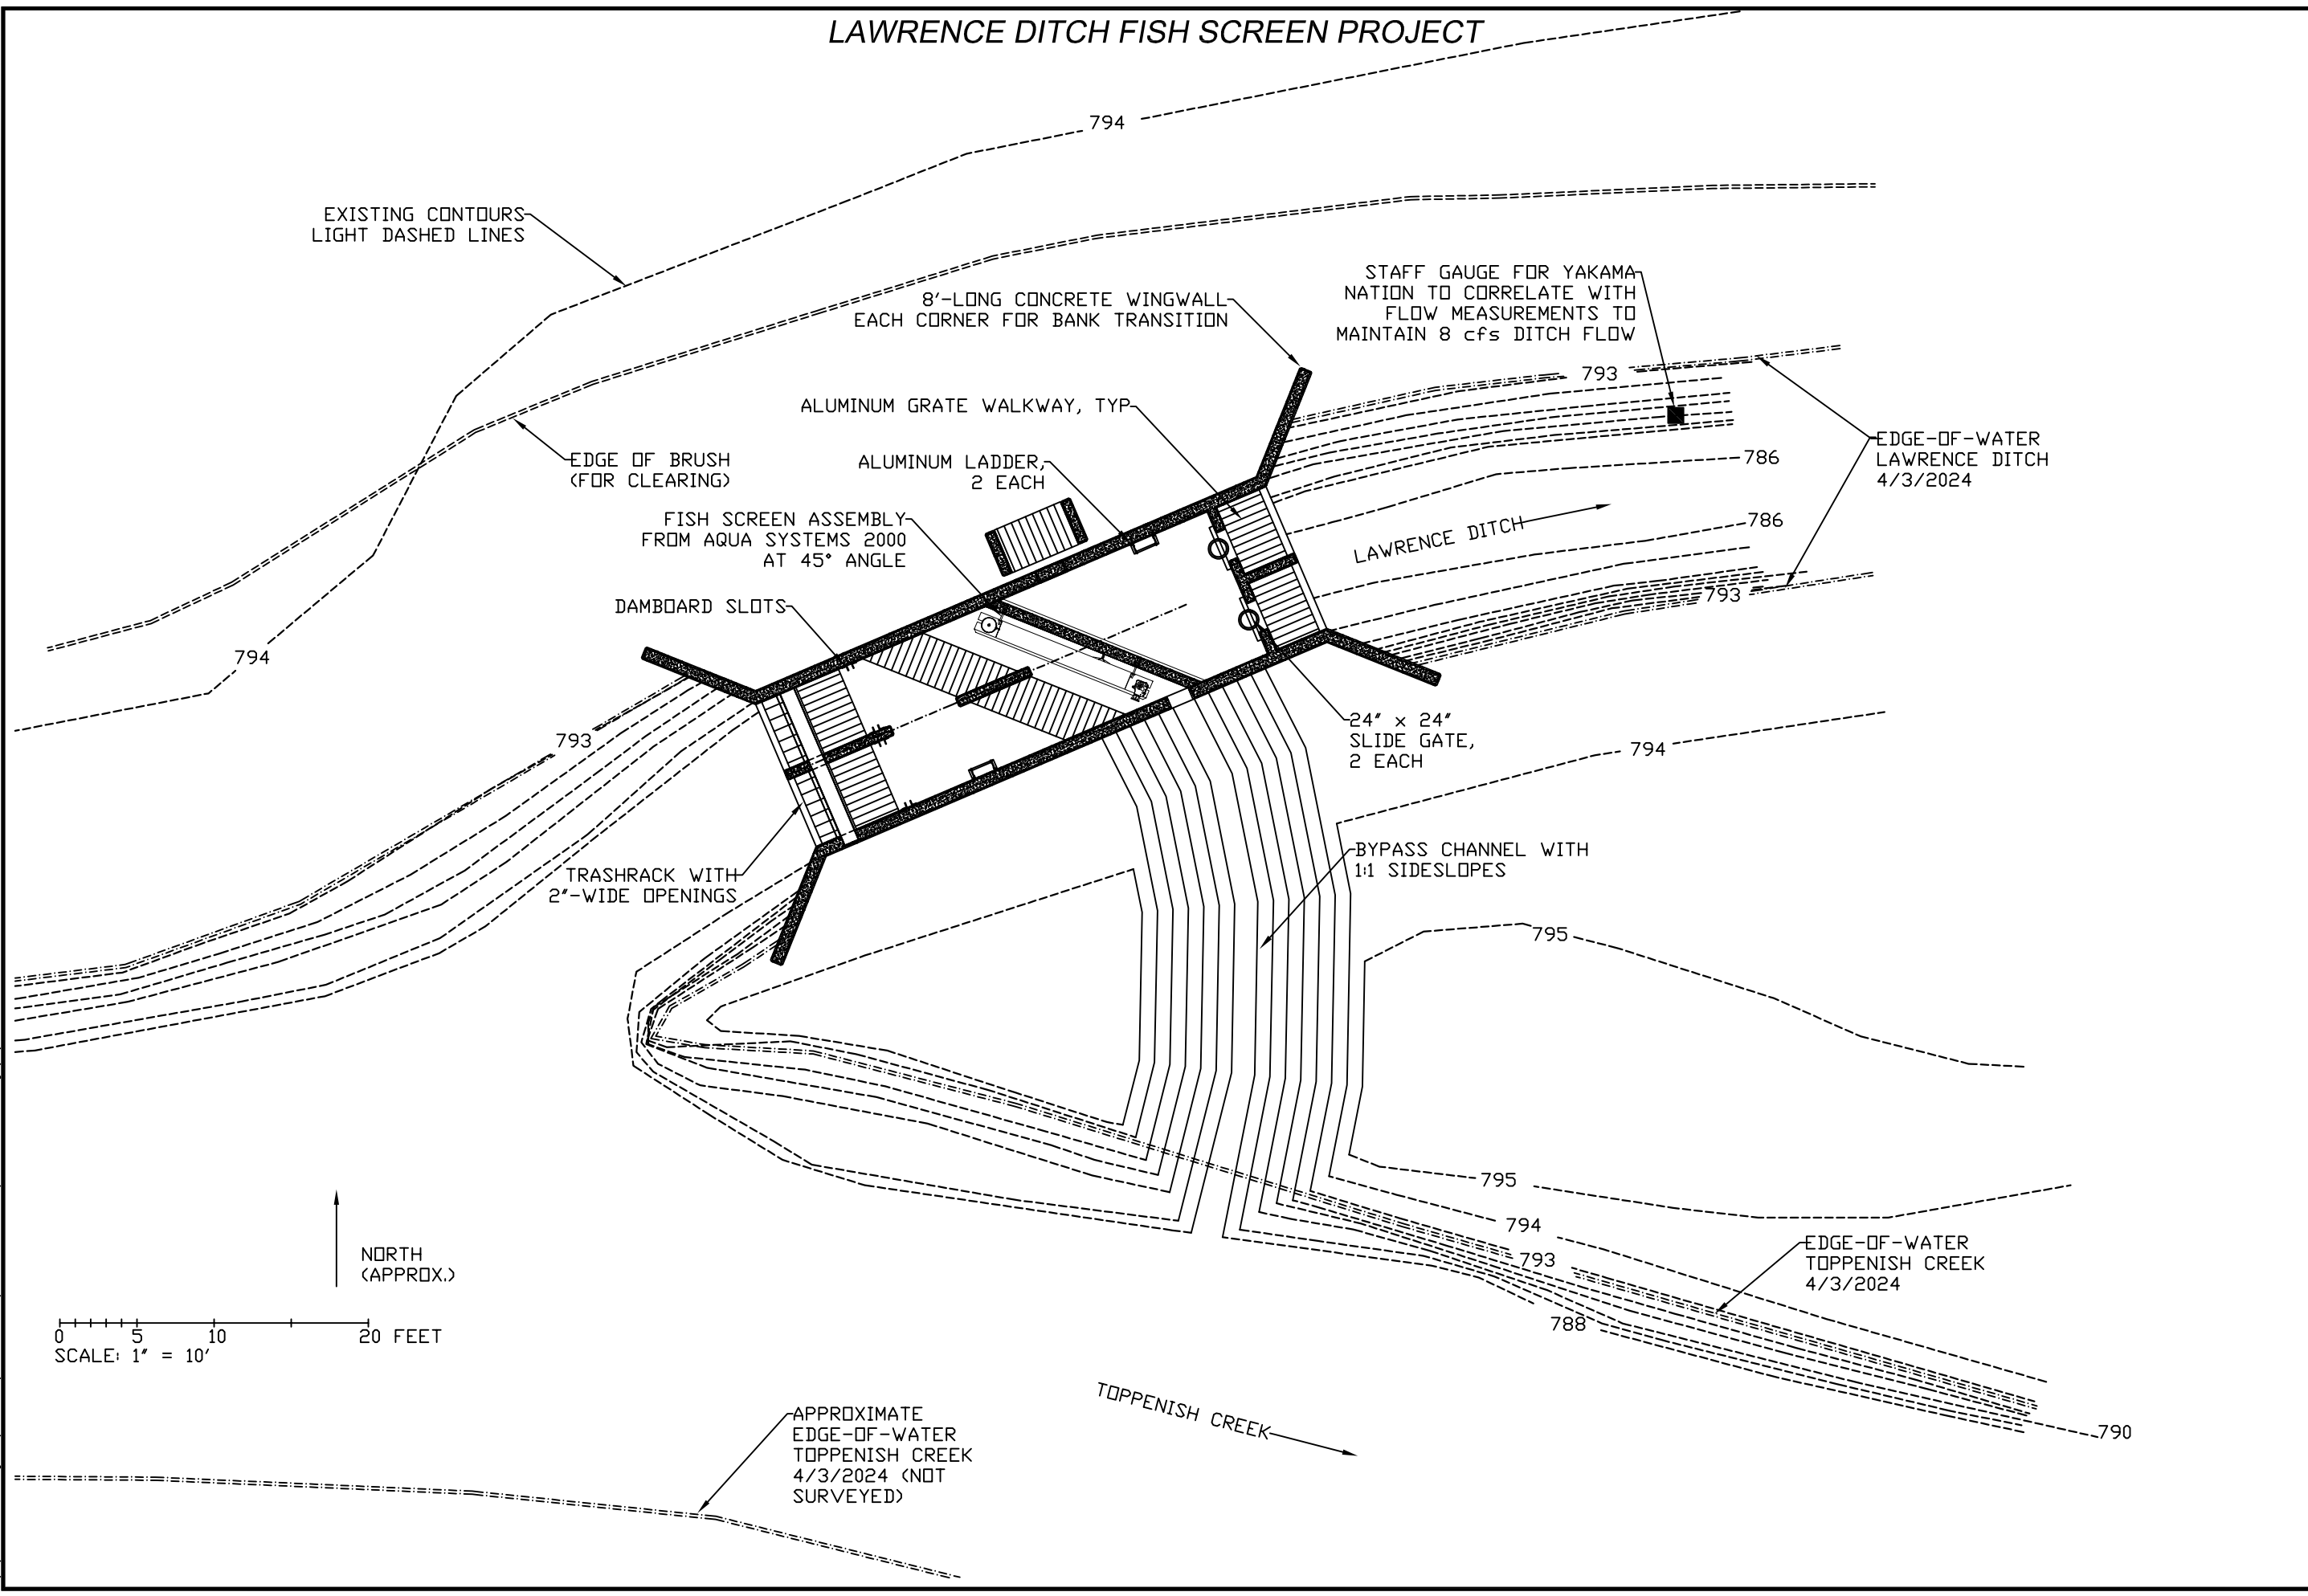 LAWRENCE DITCH FISH SCREEN PROJECT
794
EXISTING CONTOURS
LIGHT DASHED LINES
8'-LONG CONCRETE WINGWALL
EACH CORNER FOR BANK TRANSITION
STAFF GAUGE FOR YAKAMA
NATION TO CORRELATE WITH
FLOW MEASUREMENTS TO
MAINTAIN 8 cfs DITCH FLOW
793
ALUMINUM GRATE WALKWAY, TYP
EDGE-OF-WATER
LAWRENCE DITCH
4/3/2024
EDGE OF BRUSH
(FOR CLEARING)
ALUMINUM LADDER,
2 EACH
786
FISH SCREEN ASSEMBLY
FROM AQUA SYSTEMS 2000
AT 45° ANGLE
786
LAWRENCE DITCH
DAMBOARD SLOTS
793
794
793
24" x 24"
SLIDE GATE,
2 EACH
794
TRASHRACK WITH
2"-WIDE OPENINGS
BYPASS CHANNEL WITH
1:1 SIDESLOPES
795
795
794
793
EDGE-OF-WATER
TOPPENISH CREEK
4/3/2024
NORTH
(APPROX.)
788
0 5 10 20 FEET
SCALE: 1" = 10'
TOPPENISH CREEK
790
APPROXIMATE
EDGE-OF-WATER
TOPPENISH CREEK
4/3/2024 (NOT
SURVEYED)